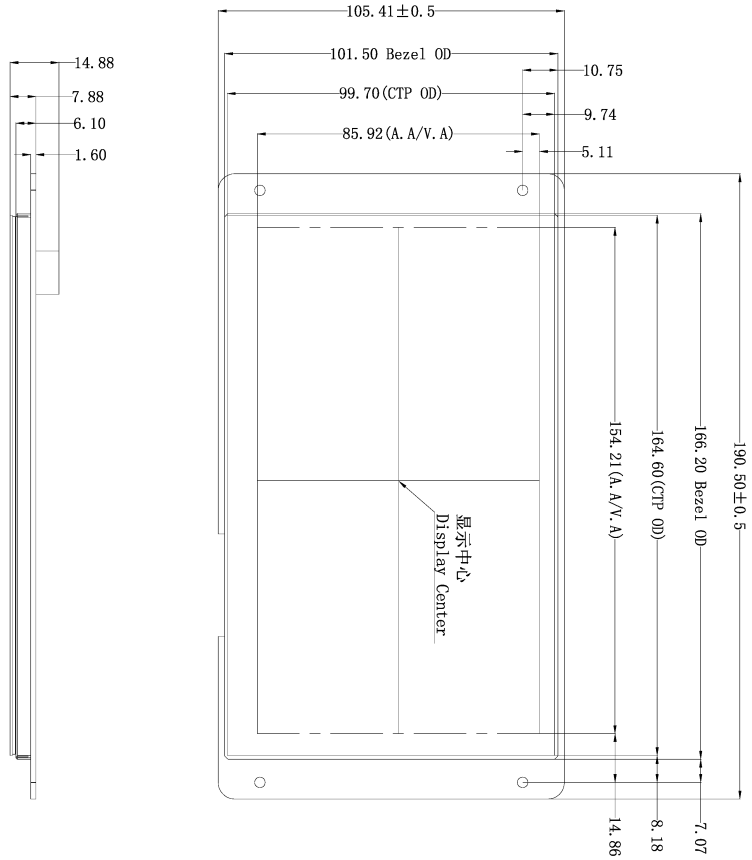 105.41±0.5
101.50 Bezel OD
99.70(CTP OD)
85.92(A.A/V.A)
10.75
9.74
5.11
14.88
7.88
6.10
1.60
154.21(A.A/V.A)
164.60(CTP OD)
166.20 Bezel OD
190.50±0.5
显示中心
Display Center
14.86
8.18
7.07